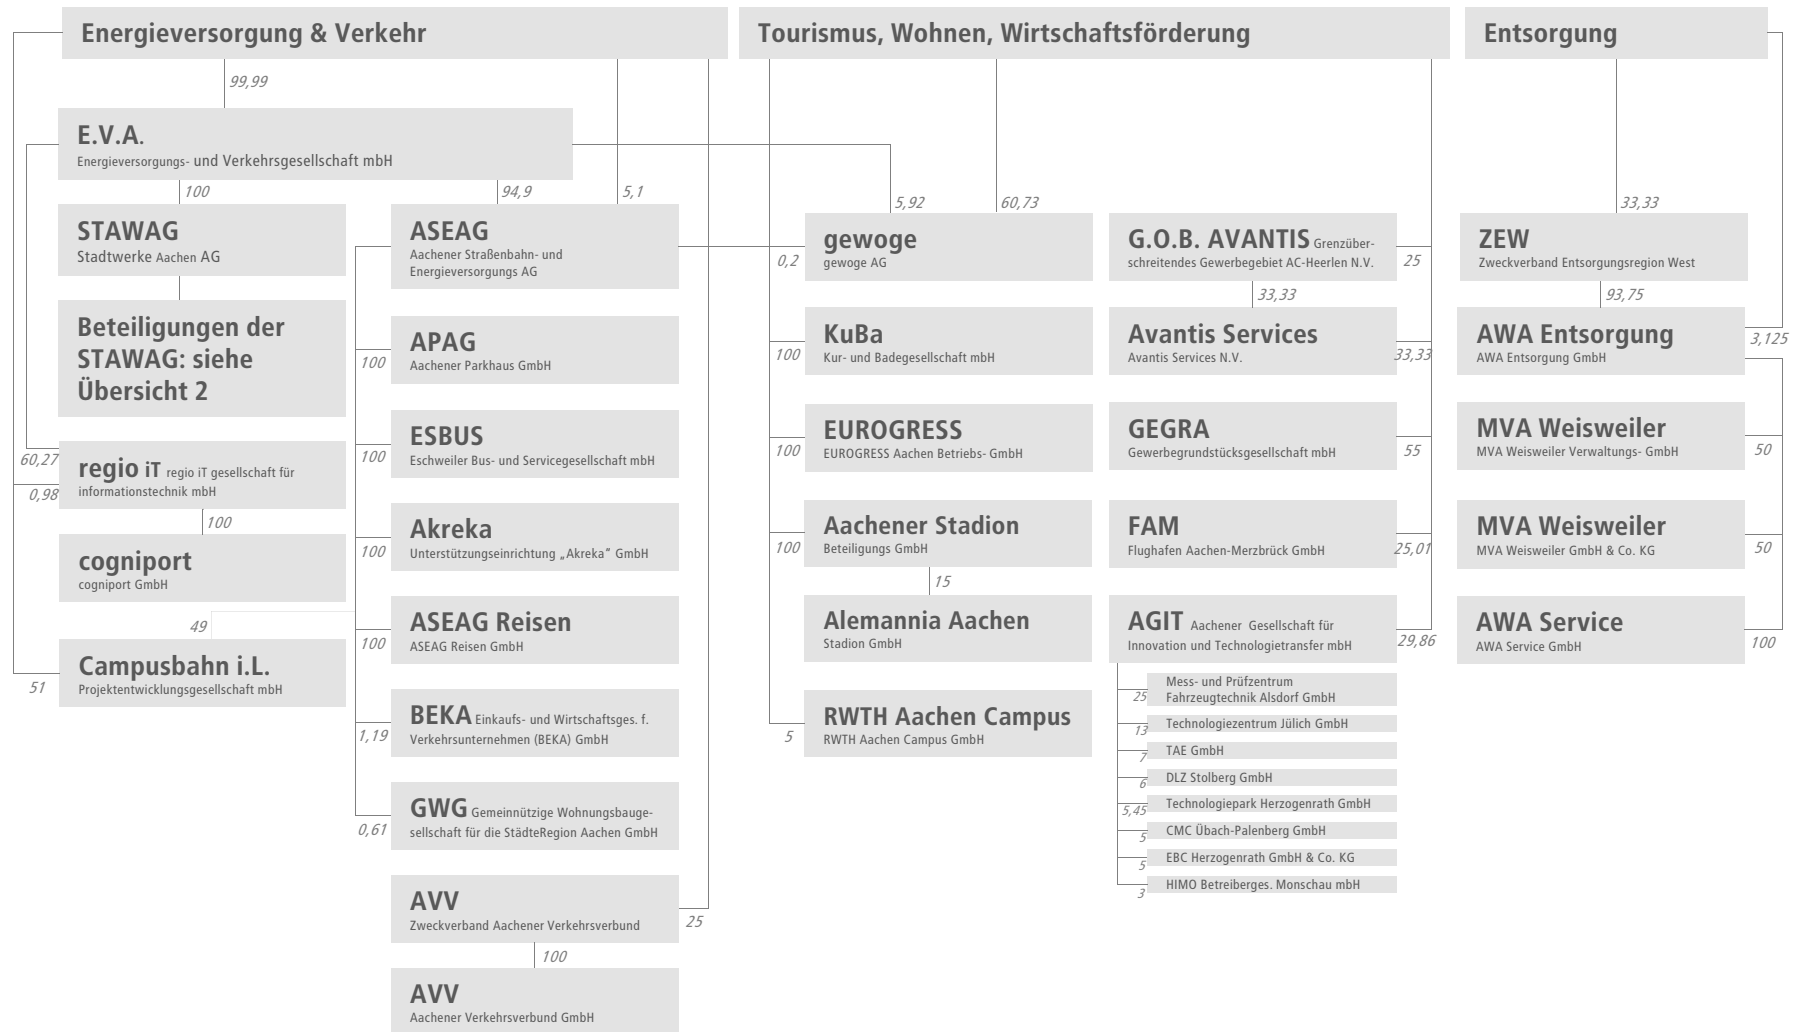 Energieversorgung & Verkehr
99,99
E.V.A.
Energieversorgungs- und Verkehrsgesellschaft mbH
100
94,9
5,1
STAWAG
Stadtwerke Aachen AG
Beteiligungen der
STAWAG: siehe
Übersicht 2
60,27
0,98
regio iT regio iT gesellschaft für
informationstechnik mbH
100
cogniport
cogniport GmbH
49
Campusbahn i.L.
Projektentwicklungsgesellschaft mbH
51
ASEAG
Aachener Straßenbahn- und
Energieversorgungs AG
APAG
Aachener Parkhaus GmbH
100
ESBUS
Eschweiler Bus- und Servicegesellschaft mbH
100
Akreka
Unterstützungseinrichtung „Akreka“ GmbH
100
ASEAG Reisen
ASEAG Reisen GmbH
100
BEKA Einkaufs- und Wirtschaftsges. f.
Verkehrsunternehmen (BEKA) GmbH
1,19
GWG Gemeinnützige Wohnungsbauge-
sellschaft für die StädteRegion Aachen GmbH
0,61
AVV
Zweckverband Aachener Verkehrsverbund
25
100
AVV
Aachener Verkehrsverbund GmbH
Tourismus, Wohnen, Wirtschaftsförderung
5,92
60,73
gewoge
gewoge AG
0,2
KuBa
Kur- und Badegesellschaft mbH
100
EUROGRESS
EUROGRESS Aachen Betriebs- GmbH
100
Aachener Stadion
Beteiligungs GmbH
100
15
Alemannia Aachen
Stadion GmbH
RWTH Aachen Campus
RWTH Aachen Campus GmbH
5
G.O.B. AVANTIS Grenzüber-
schreitendes Gewerbegebiet AC-Heerlen N.V.
25
33,33
Avantis Services
Avantis Services N.V.
33,33
GEGRA
Gewerbegrundstücksgesellschaft mbH
55
FAM
Flughafen Aachen-Merzbrück GmbH
25,01
AGIT Aachener Gesellschaft für
Innovation und Technologietransfer mbH
29,86
Mess- und Prüfzentrum
Fahrzeugtechnik Alsdorf GmbH
25
Technologiezentrum Jülich GmbH
13
TAE GmbH
7
DLZ Stolberg GmbH
6
Technologiepark Herzogenrath GmbH
5,45
CMC Übach-Palenberg GmbH
5
EBC Herzogenrath GmbH & Co. KG
5
HIMO Betreiberges. Monschau mbH
3
Entsorgung
33,33
ZEW
Zweckverband Entsorgungsregion West
93,75
AWA Entsorgung
AWA Entsorgung GmbH
3,125
MVA Weisweiler
MVA Weisweiler Verwaltungs- GmbH
50
MVA Weisweiler
MVA Weisweiler GmbH & Co. KG
50
AWA Service
AWA Service GmbH
100